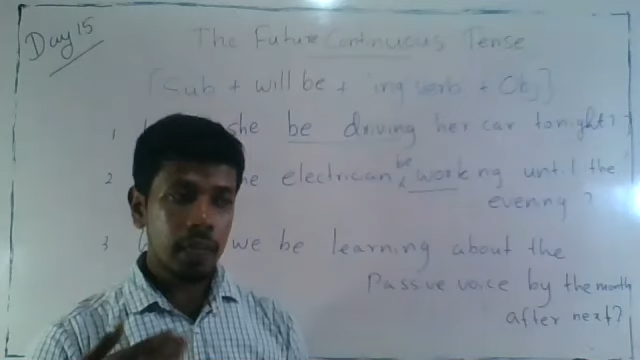 Day 15
The Future Continuous Tense
[Sub + will be + ing verb + Obj]
1 she be driving her car tonight?
be
2 electrican working until the
evening?
3 we be learning about the
Passive voice by the month
after next?